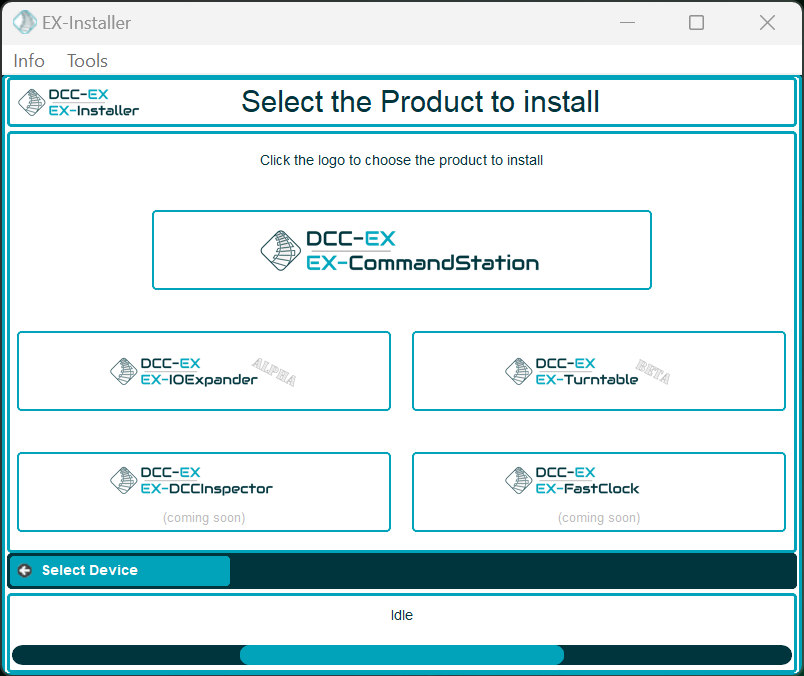 EX-Installer
Info Tools
DCC-EX
EX-Installer
Select the Product to install
Click the logo to choose the product to install
DCC-EX
EX-CommandStation
DCC-EX
EX-IOExpander
ALPHA
DCC-EX
EX-Turntable
BETA
DCC-EX
EX-DCCInspector
(coming soon)
DCC-EX
EX-FastClock
(coming soon)
Select Device
Idle